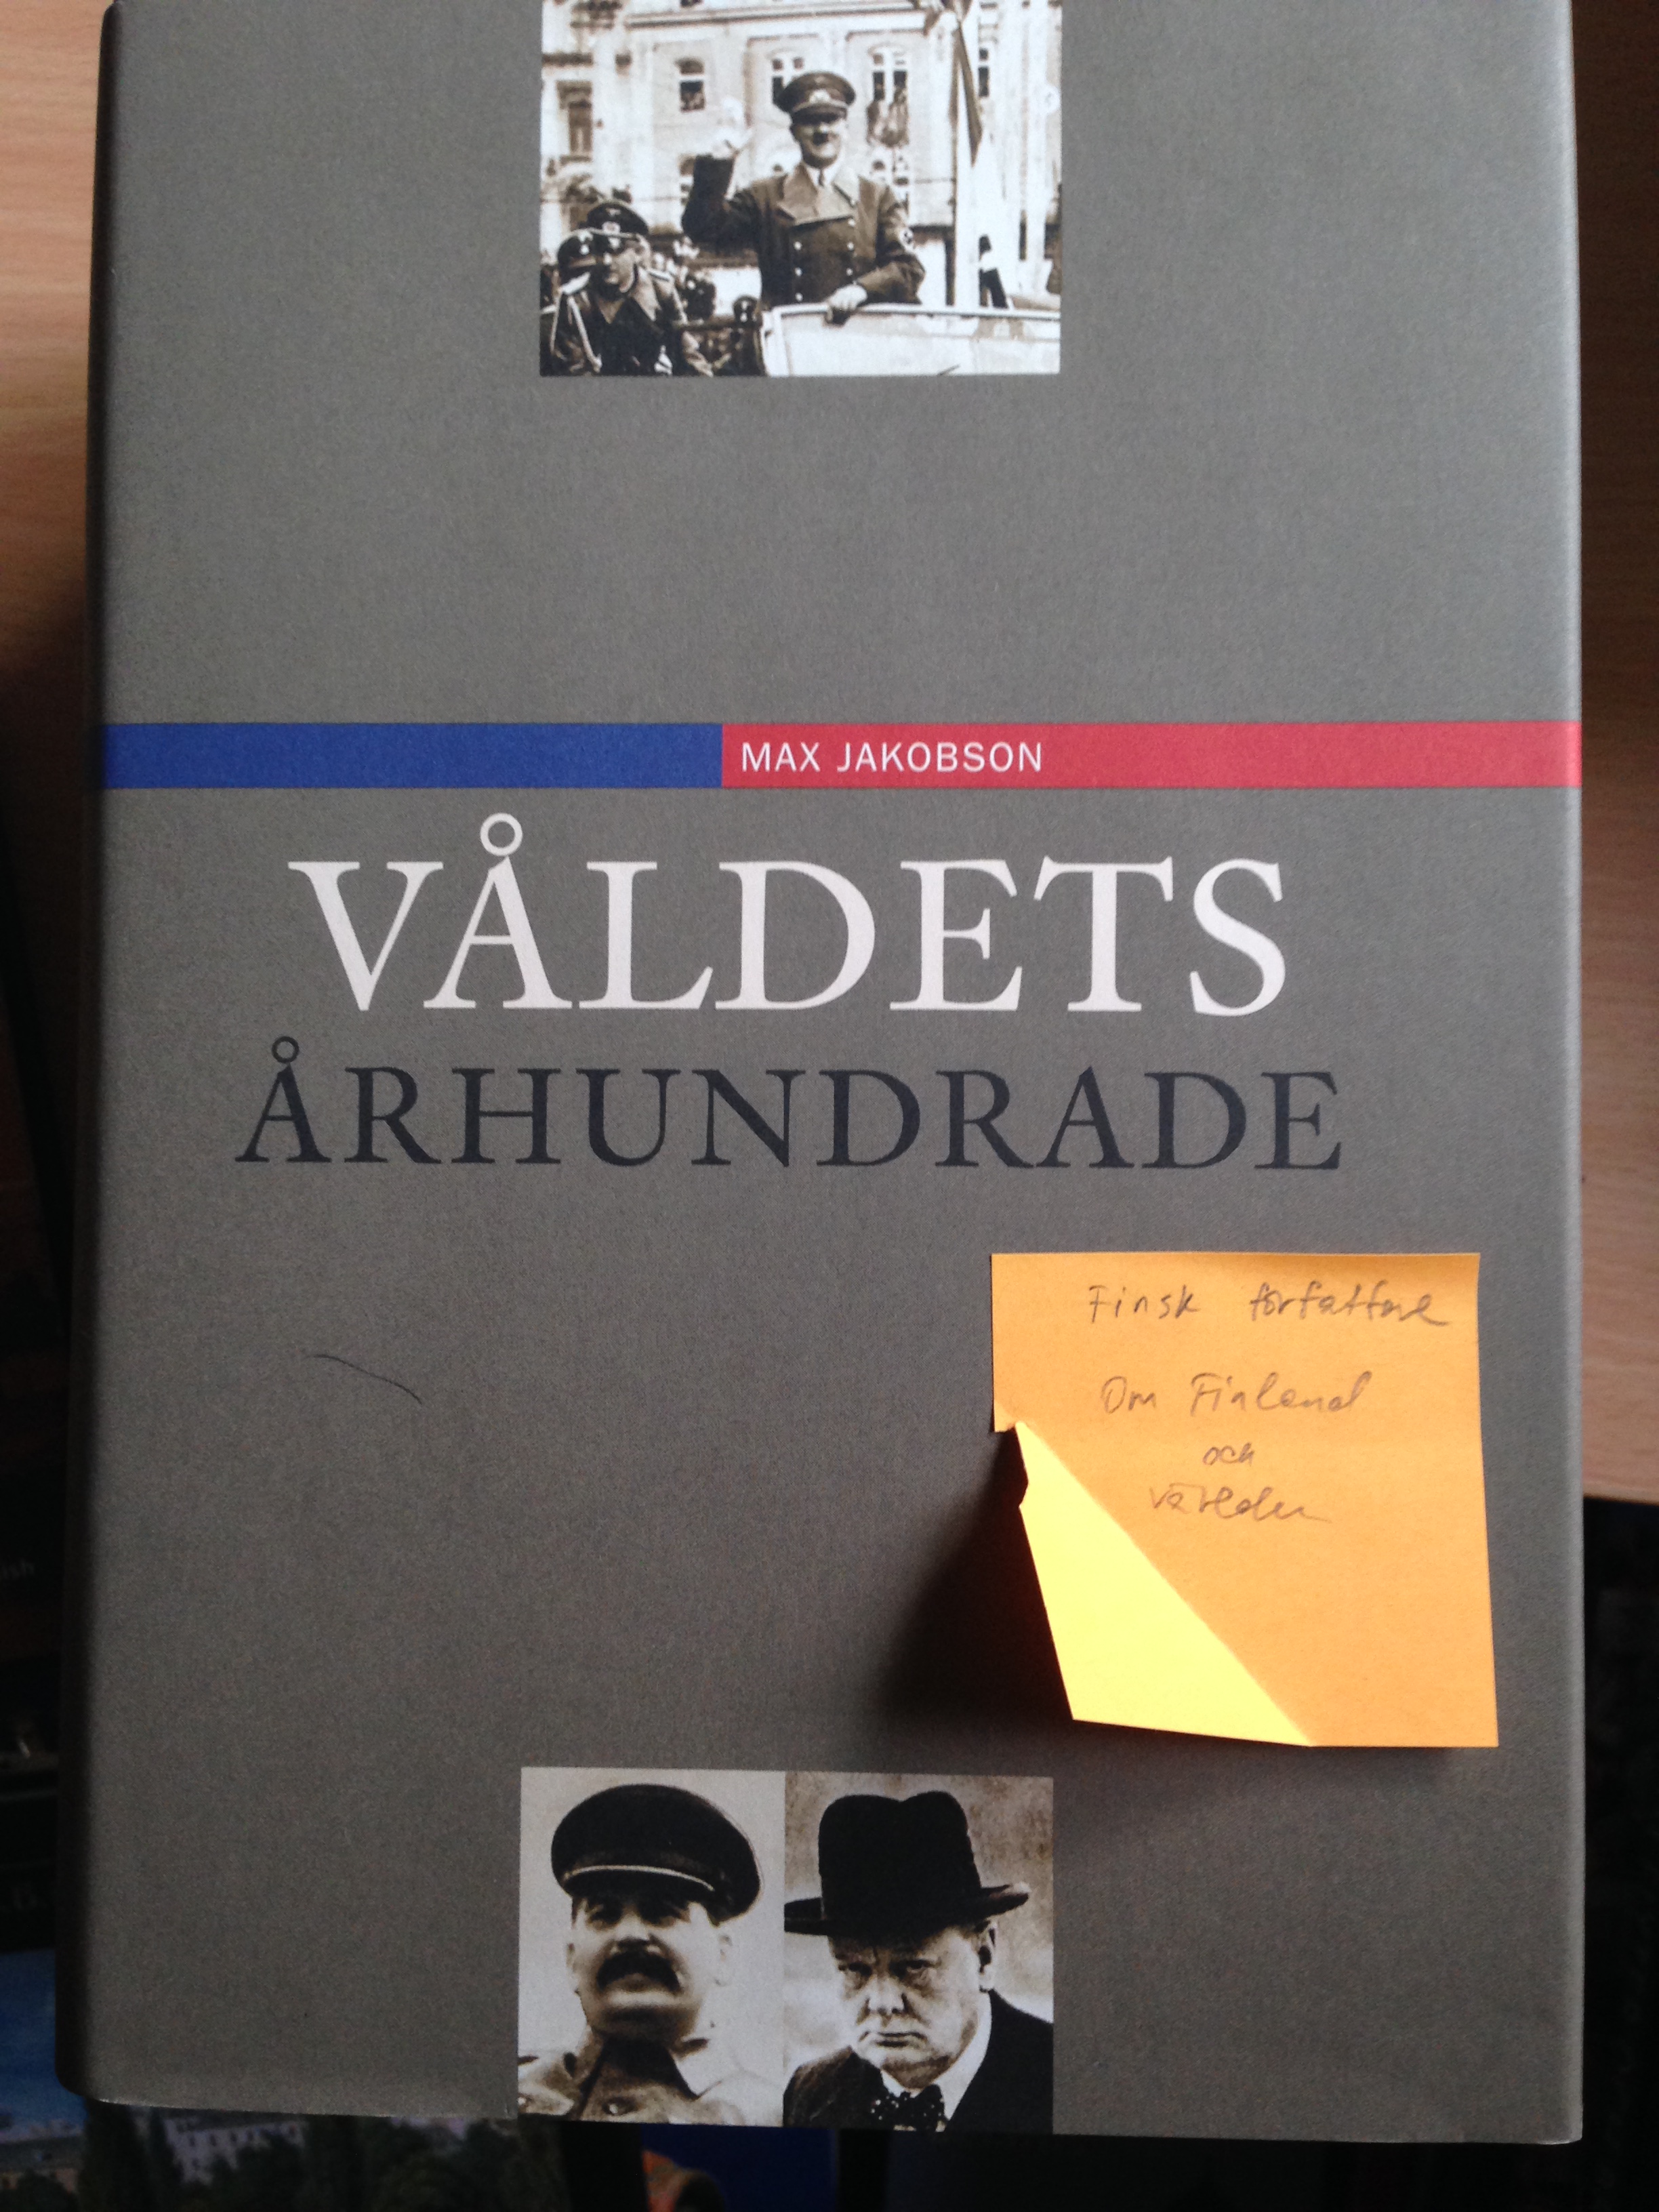 MAX JAKOBSON
VÅLDETS
ÅRHUNDRADE
Finsk författare
Om Finland
och
världen